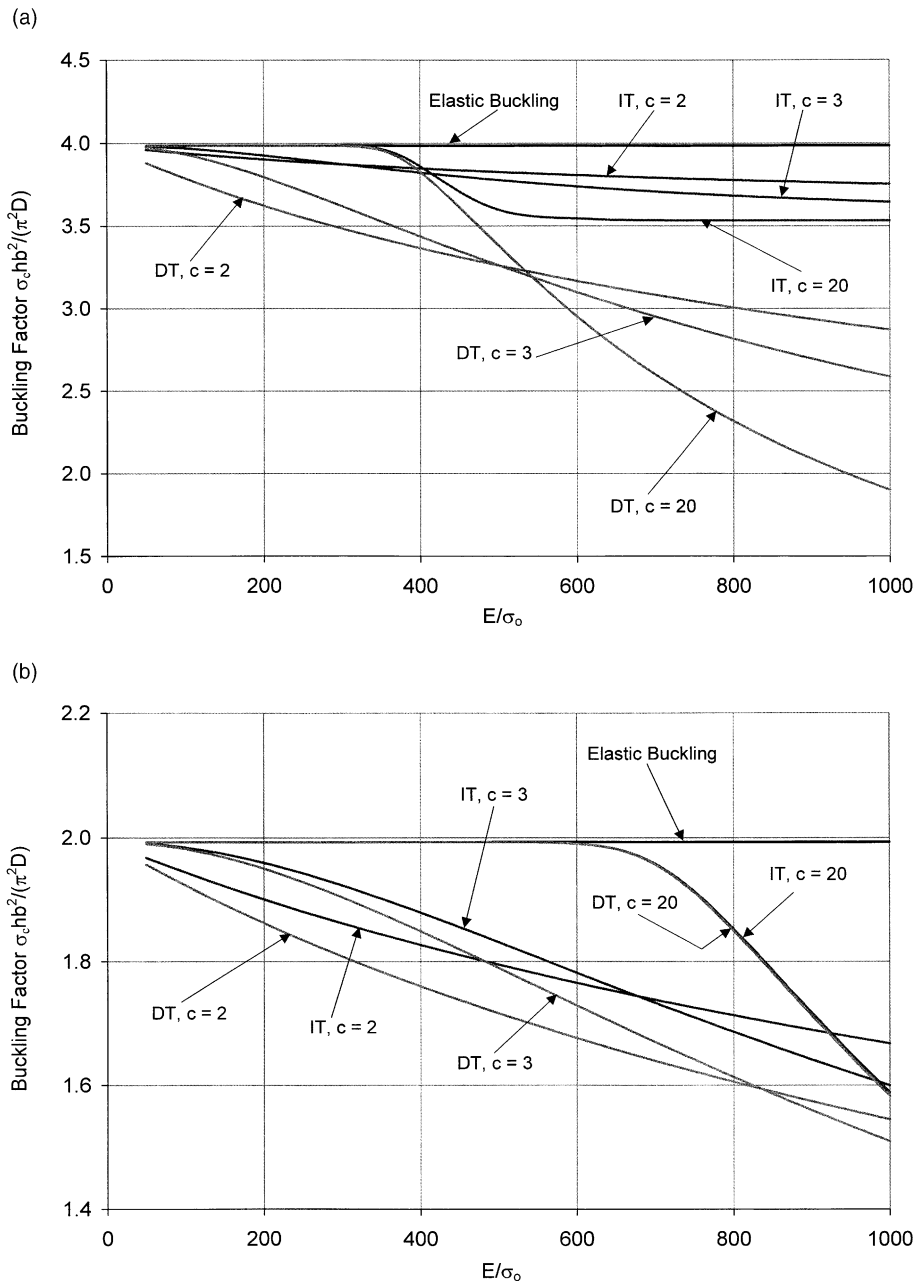 (a)
Buckling Factor σchb²/(π²D)
4.5
4.0
3.5
3.0
2.5
2.0
1.5
Elastic Buckling
IT, c = 2
IT, c = 3
DT, c = 2
IT, c = 20
DT, c = 3
DT, c = 20
0 200 400 600 800 1000
E/σo
(b)
Buckling Factor σchb²/(π²D)
2.2
2.0
1.8
1.6
1.4
Elastic Buckling
IT, c = 3
IT, c = 20
DT, c = 20
DT, c = 2
IT, c = 2
DT, c = 3
0 200 400 600 800 1000
E/σo